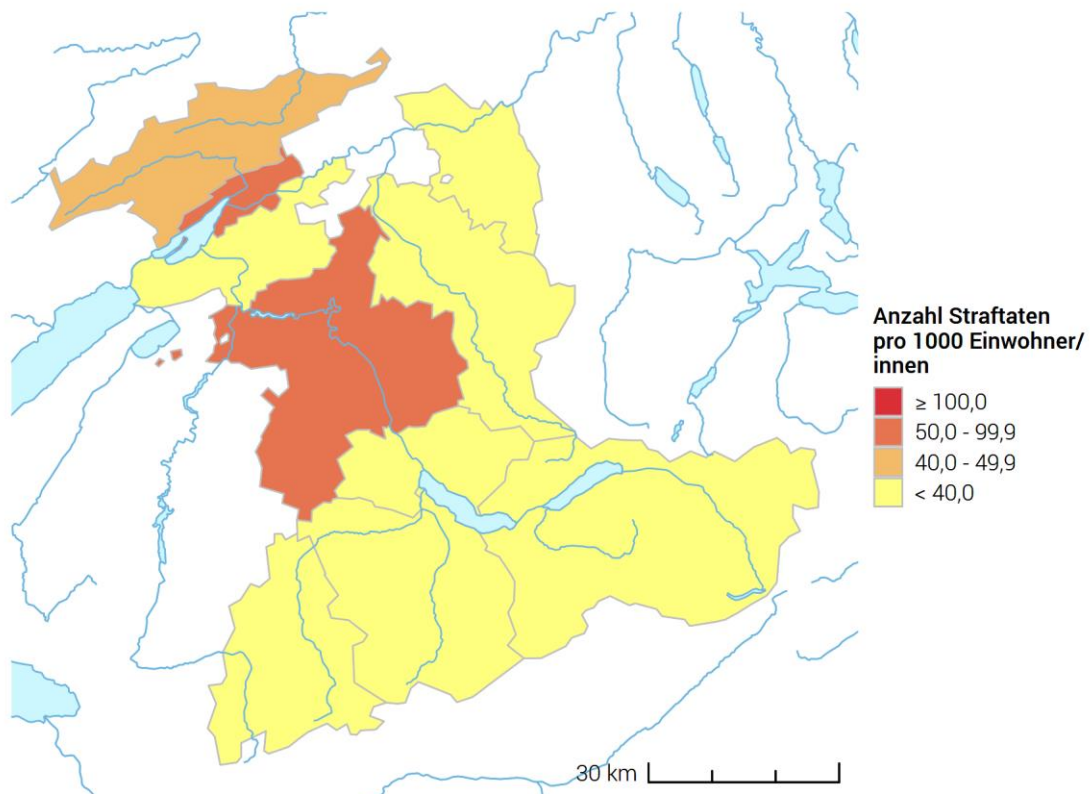 Anzahl Straftaten
pro 1000 Einwohner/
innen
≥ 100,0
50,0 - 99,9
40,0 - 49,9
< 40,0
30 km